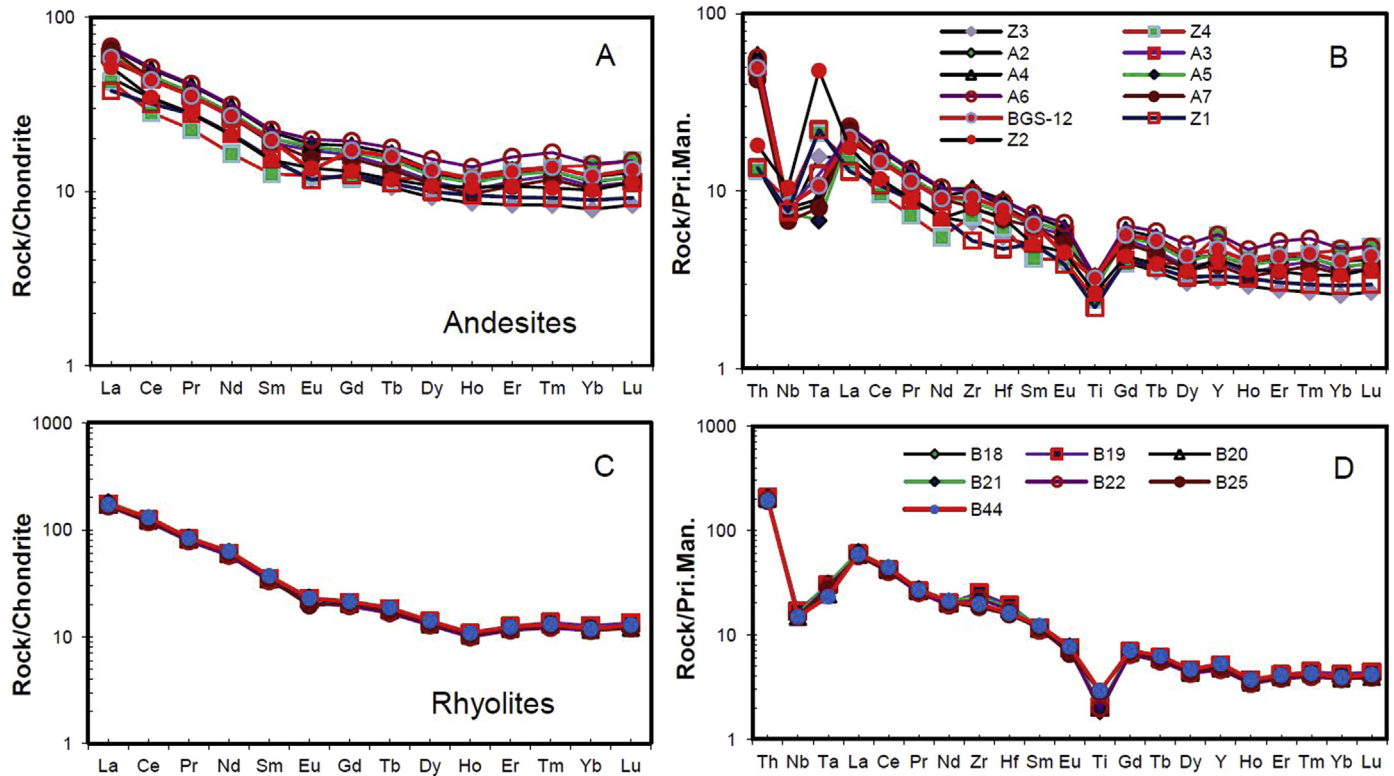 A
Rock/Chondrite
100
10
1
Andesites
La Ce Pr Nd Sm Eu Gd Tb Dy Ho Er Tm Yb Lu
B
Rock/Pri.Man.
100
10
1
Z3 Z4
A2 A3
A4 A5
A6 A7
BGS-12 Z1
Z2
Th Nb Ta La Ce Pr Nd Zr Hf Sm Eu Ti Gd Tb Dy Y Ho Er Tm Yb Lu
C
Rock/Chondrite
1000
100
10
1
Rhyolites
La Ce Pr Nd Sm Eu Gd Tb Dy Ho Er Tm Yb Lu
D
Rock/Pri.Man.
1000
100
10
1
B18 B19 B20
B21 B22 B25
B44
Th Nb Ta La Ce Pr Nd Zr Hf Sm Eu Ti Gd Tb Dy Y Ho Er Tm Yb Lu